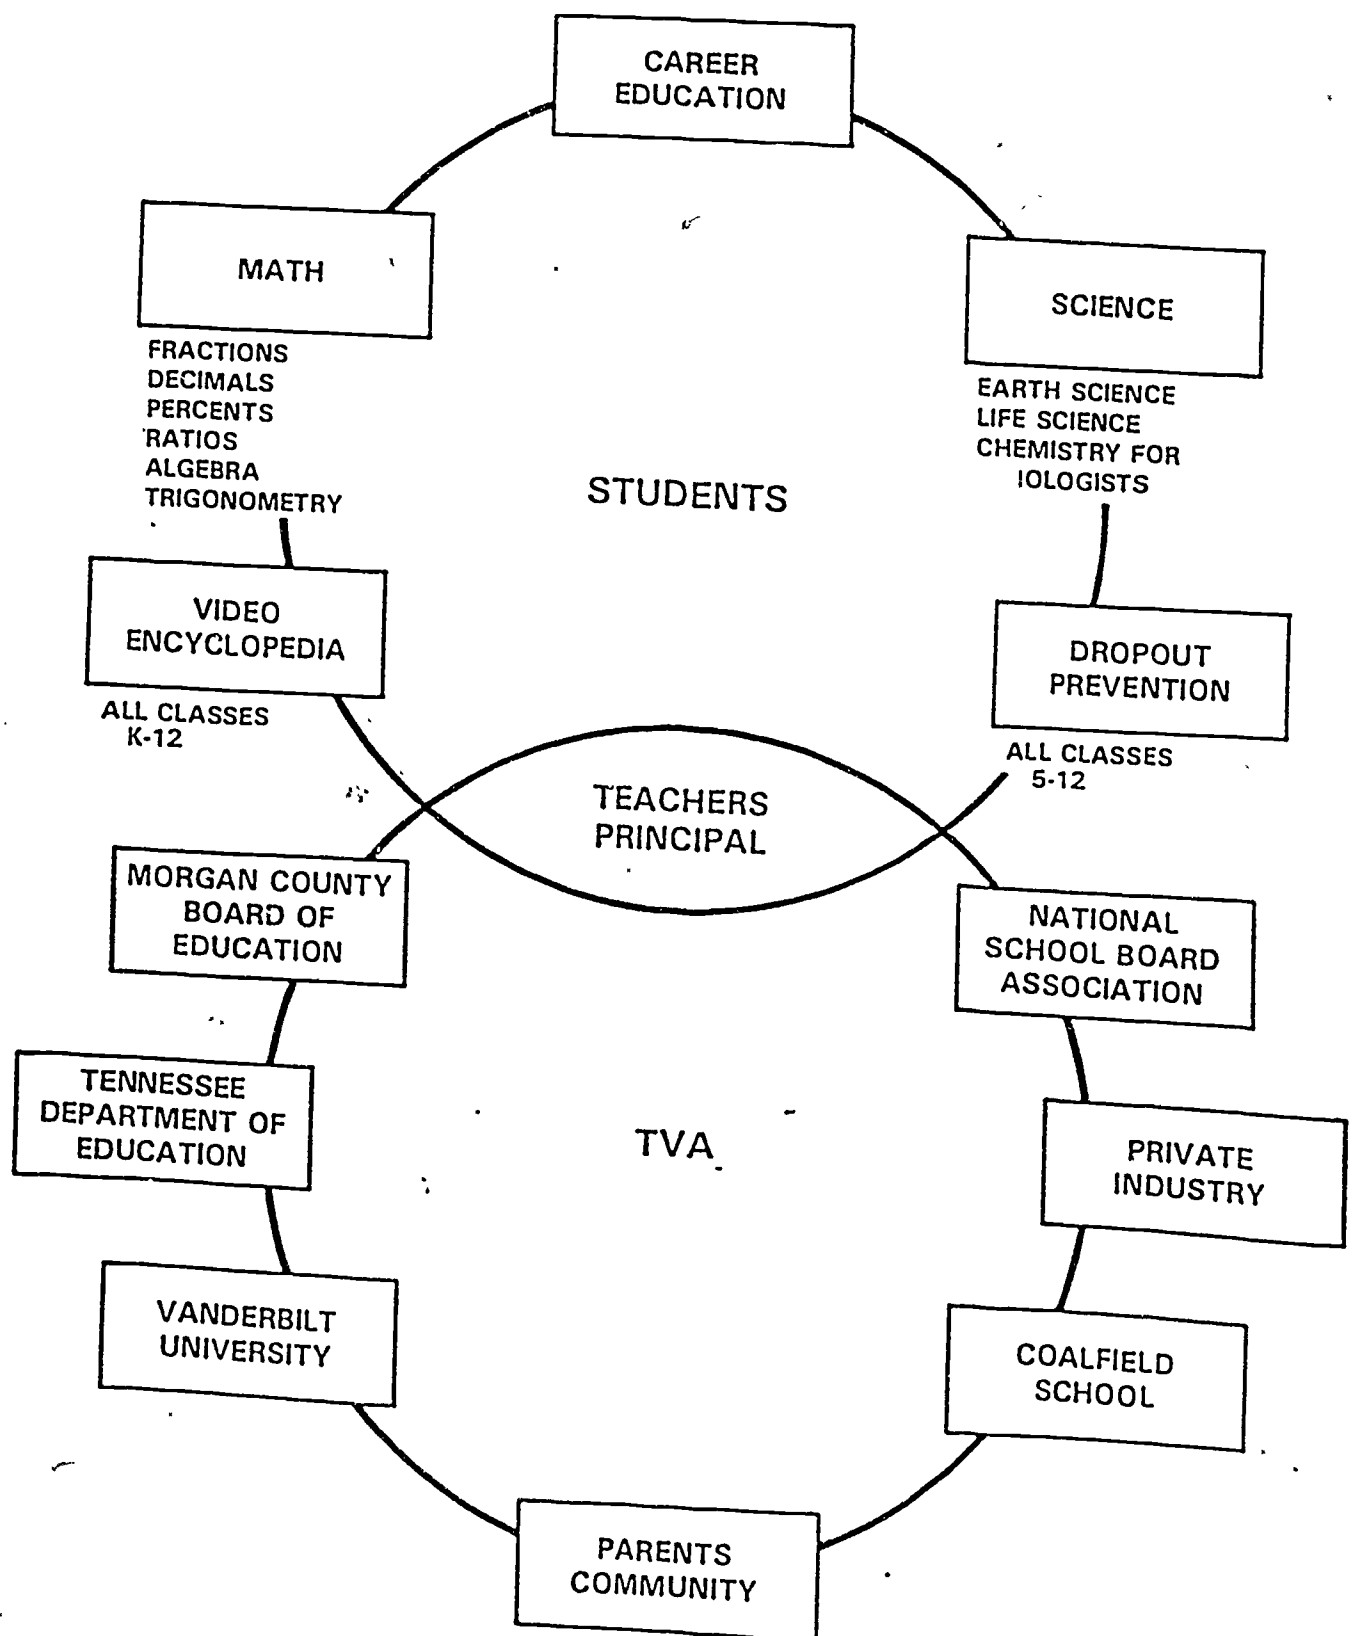 CAREER
EDUCATION
MATH
FRACTIONS
DECIMALS
PERCENTS
RATIOS
ALGEBRA
TRIGONOMETRY
SCIENCE
EARTH SCIENCE
LIFE SCIENCE
CHEMISTRY FOR
IOLOGISTS
STUDENTS
VIDEO
ENCYCLOPEDIA
ALL CLASSES
K-12
DROPOUT
PREVENTION
ALL CLASSES
5-12
TEACHERS
PRINCIPAL
MORGAN COUNTY
BOARD OF
EDUCATION
NATIONAL
SCHOOL BOARD
ASSOCIATION
TENNESSEE
DEPARTMENT OF
EDUCATION
TVA
PRIVATE
INDUSTRY
VANDERBILT
UNIVERSITY
COALFIELD
SCHOOL
PARENTS
COMMUNITY